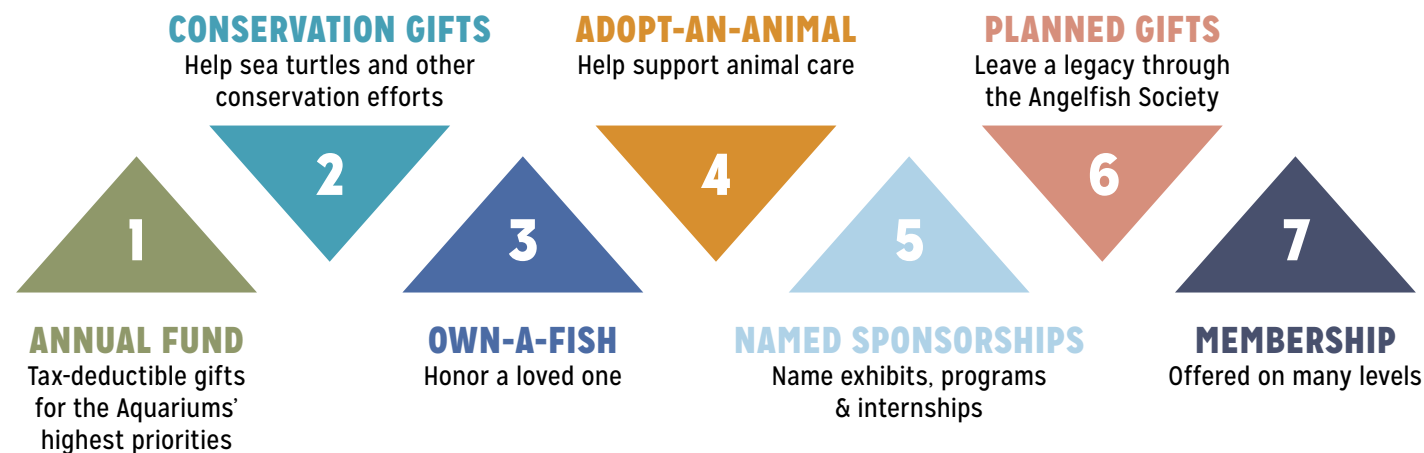 CONSERVATION GIFTS
Help sea turtles and other
conservation efforts
ADOPT-AN-ANIMAL
Help support animal care
PLANNED GIFTS
Leave a legacy through
the Angelfish Society
1
2
3
4
5
6
7
ANNUAL FUND
Tax-deductible gifts
for the Aquariums’
highest priorities
OWN-A-FISH
Honor a loved one
NAMED SPONSORSHIPS
Name exhibits, programs
& internships
MEMBERSHIP
Offered on many levels